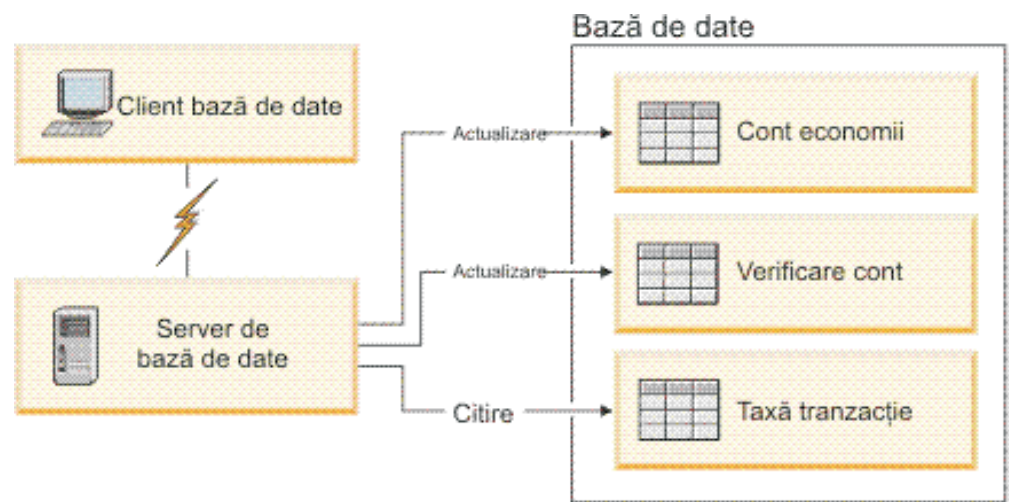 Bază de date
Client bază de date
Actualizare
Cont economii
Actualizare
Verificare cont
Server de
bază de date
Citire
Taxă tranzacție